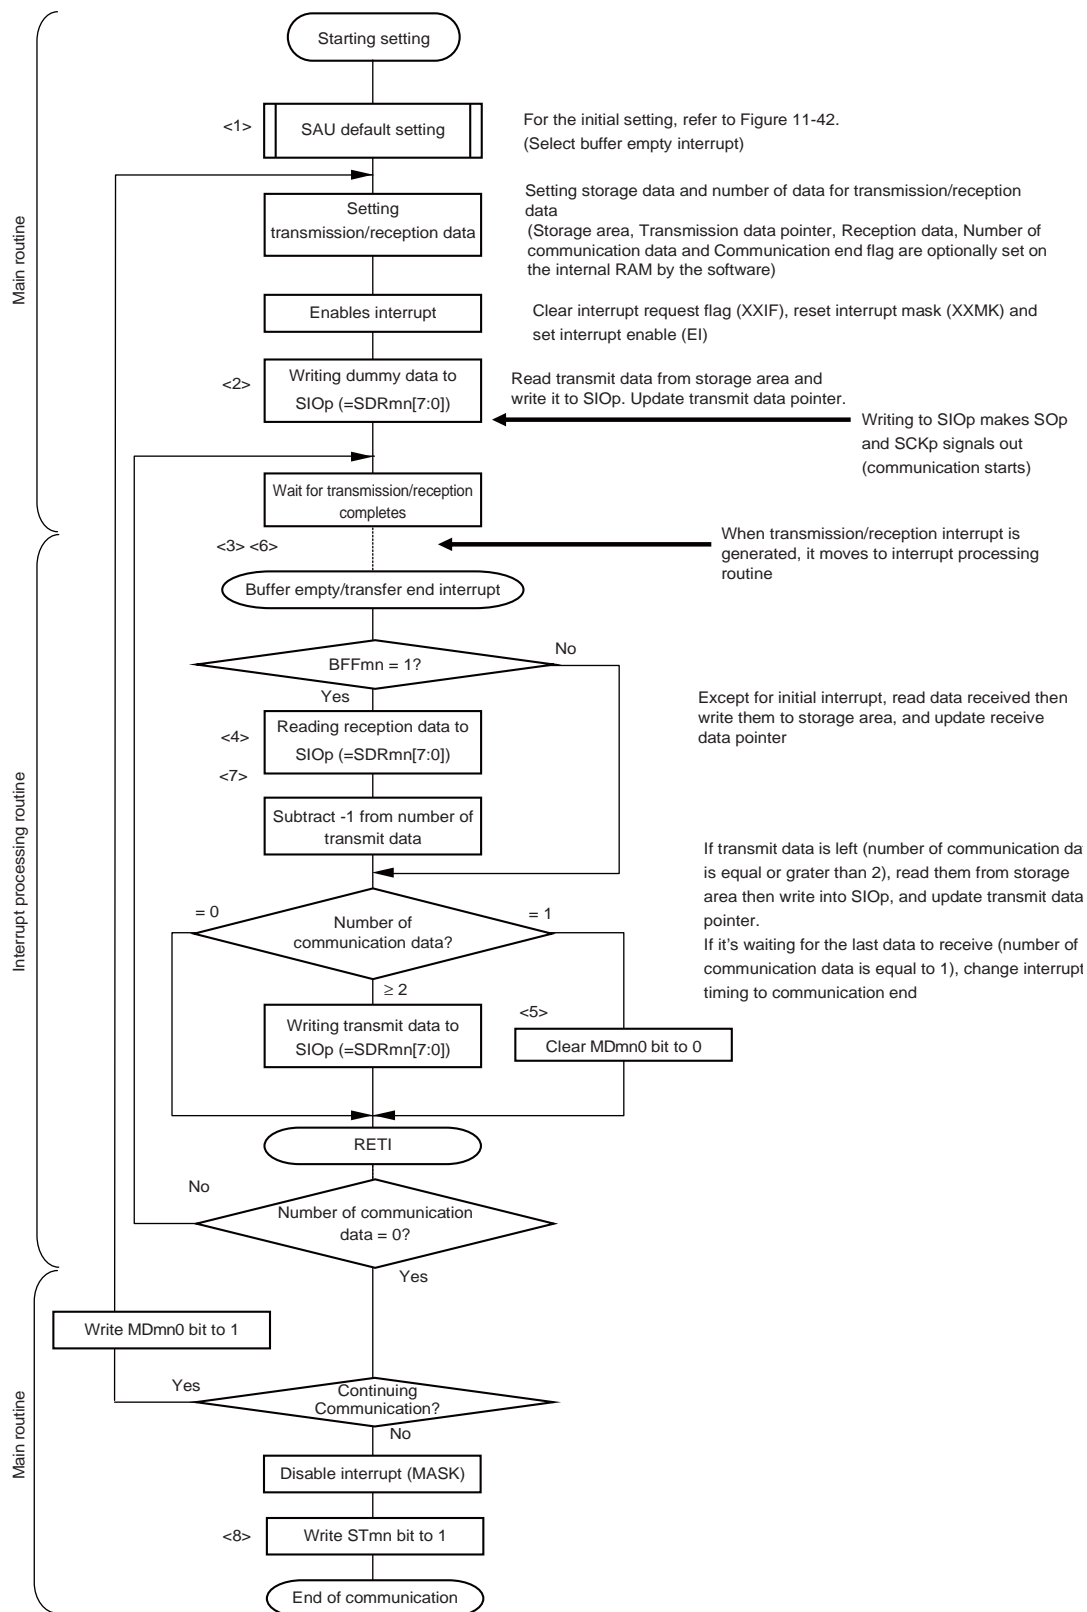 Starting setting
Main routine
<1>
SAU default setting
For the initial setting, refer to Figure 11-42.
(Select buffer empty interrupt)
Setting
transmission/reception data
Setting storage data and number of data for transmission/reception
data
(Storage area, Transmission data pointer, Reception data, Number of
communication data and Communication end flag are optionally set on
the internal RAM by the software)
Enables interrupt
Clear interrupt request flag (XXIF), reset interrupt mask (XXMK) and
set interrupt enable (EI)
<2>
Writing dummy data to
SIOp (=SDRmn[7:0])
Read transmit data from storage area and
write it to SIOp. Update transmit data pointer.
Writing to SIOp makes SOp
and SCKp signals out
(communication starts)
Wait for transmission/reception
completes
<3> <6>
When transmission/reception interrupt is
generated, it moves to interrupt processing
routine
Interrupt processing routine
Buffer empty/transfer end interrupt
BFFmn = 1?
No
Yes
<4>
Reading reception data to
SIOp (=SDRmn[7:0])
<7>
Except for initial interrupt, read data received then
write them to storage area, and update receive
data pointer
Subtract -1 from number of
transmit data
= 0
Number of
communication data?
= 1
≥ 2
If transmit data is left (number of communication da
is equal or grater than 2), read them from storage
area then write into SIOp, and update transmit data
pointer.
If it's waiting for the last data to receive (number of
communication data is equal to 1), change interrupt
timing to communication end
Writing transmit data to
SIOp (=SDRmn[7:0])
<5>
Clear MDmn0 bit to 0
RETI
No
Number of communication
data = 0?
Yes
Main routine
Write MDmn0 bit to 1
Yes
Continuing
Communication?
No
Disable interrupt (MASK)
<8>
Write STmn bit to 1
End of communication